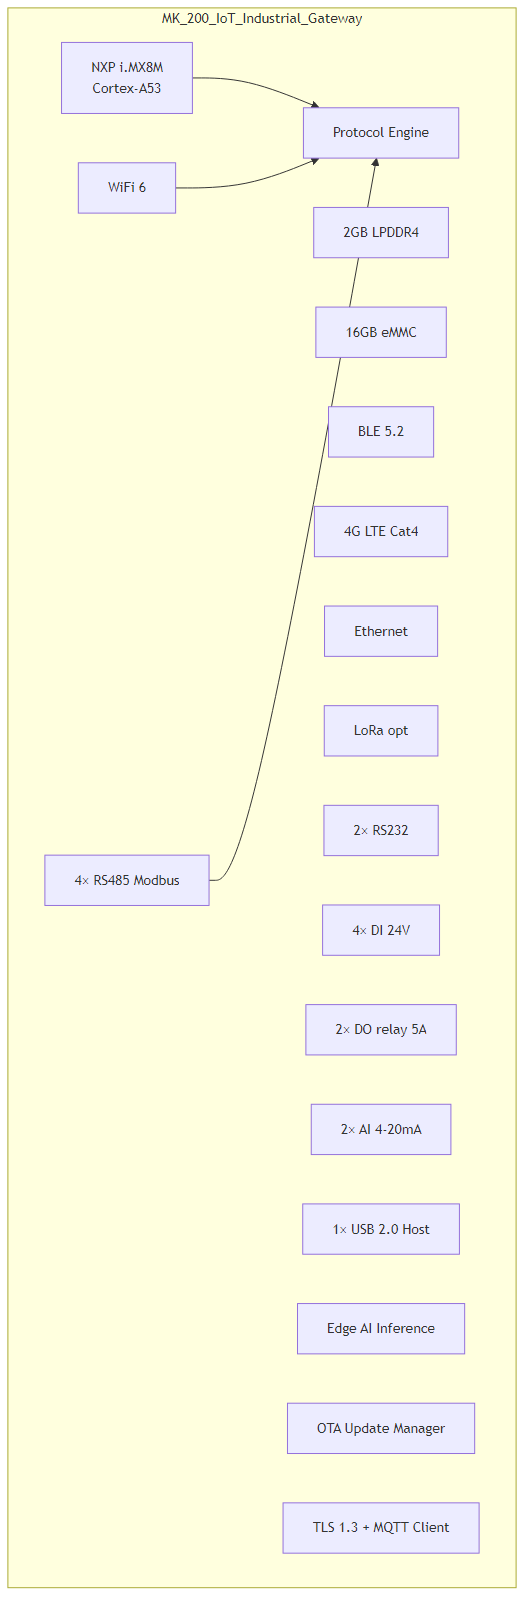 MK_200_IoT_Industrial_Gateway
NXP i.MX8M
Cortex-A53
Protocol Engine
WiFi 6
2GB LPDDR4
16GB eMMC
BLE 5.2
4G LTE Cat4
Ethernet
LoRa opt
2× RS232
4× RS485 Modbus
4× DI 24V
2× DO relay 5A
2× AI 4-20mA
1× USB 2.0 Host
Edge AI Inference
OTA Update Manager
TLS 1.3 + MQTT Client